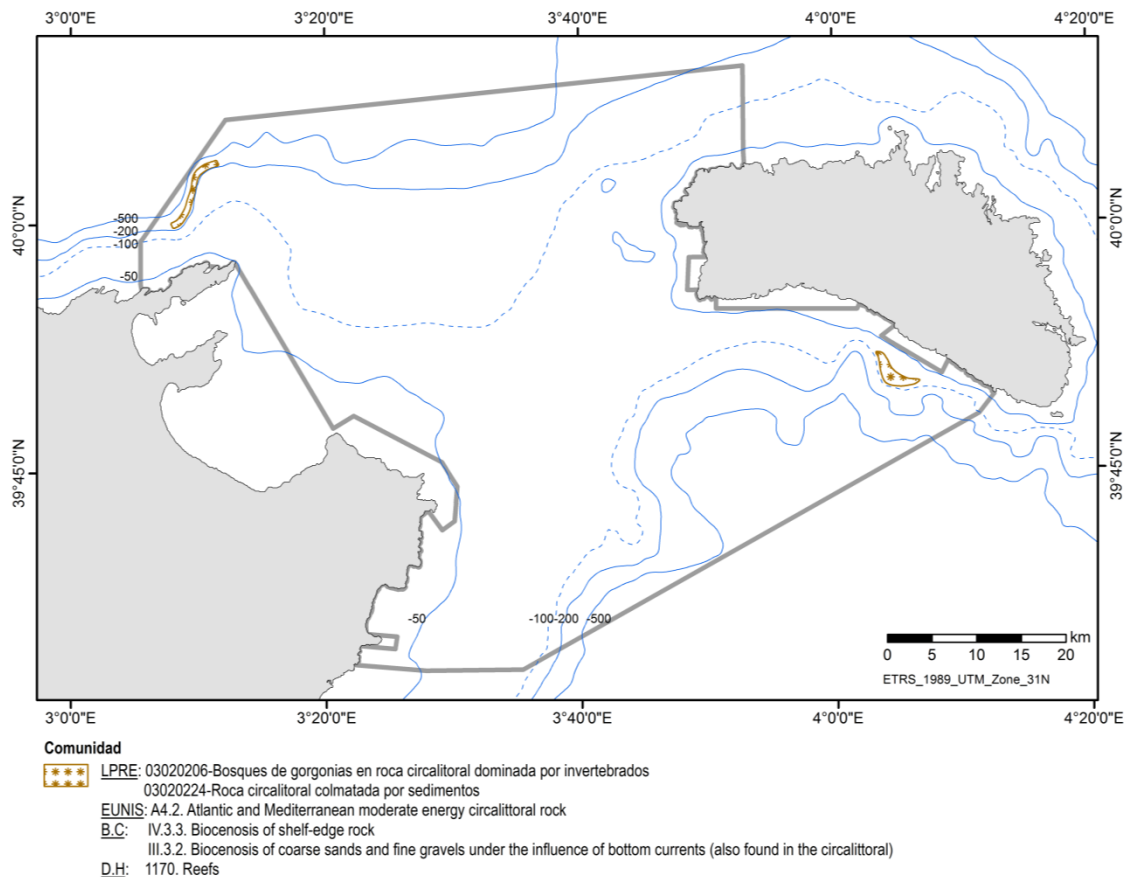 3°0'0"E 3°20'0"E 3°40'0"E 4°0'0"E 4°20'0"E
40°0'0"N 40°0'0"N
-500
-200
-100
-50
39°45'0"N 39°45'0"N
-50 -100 -200 -500
km
0 5 10 15 20
ETRS_1989_UTM_Zone_31N
3°0'0"E 3°20'0"E 3°40'0"E 4°0'0"E 4°20'0"E
Comunidad
LPRE: 03020206-Bosques de gorgonias en roca circalitoral dominada por invertebrados
03020224-Roca circalitoral colmatada por sedimentos
EUNIS: A4.2. Atlantic and Mediterranean moderate energy circalittoral rock
B.C: IV.3.3. Biocenosis of shelf-edge rock
III.3.2. Biocenosis of coarse sands and fine gravels under the influence of bottom currents (also found in the circalittoral)
D.H: 1170. Reefs